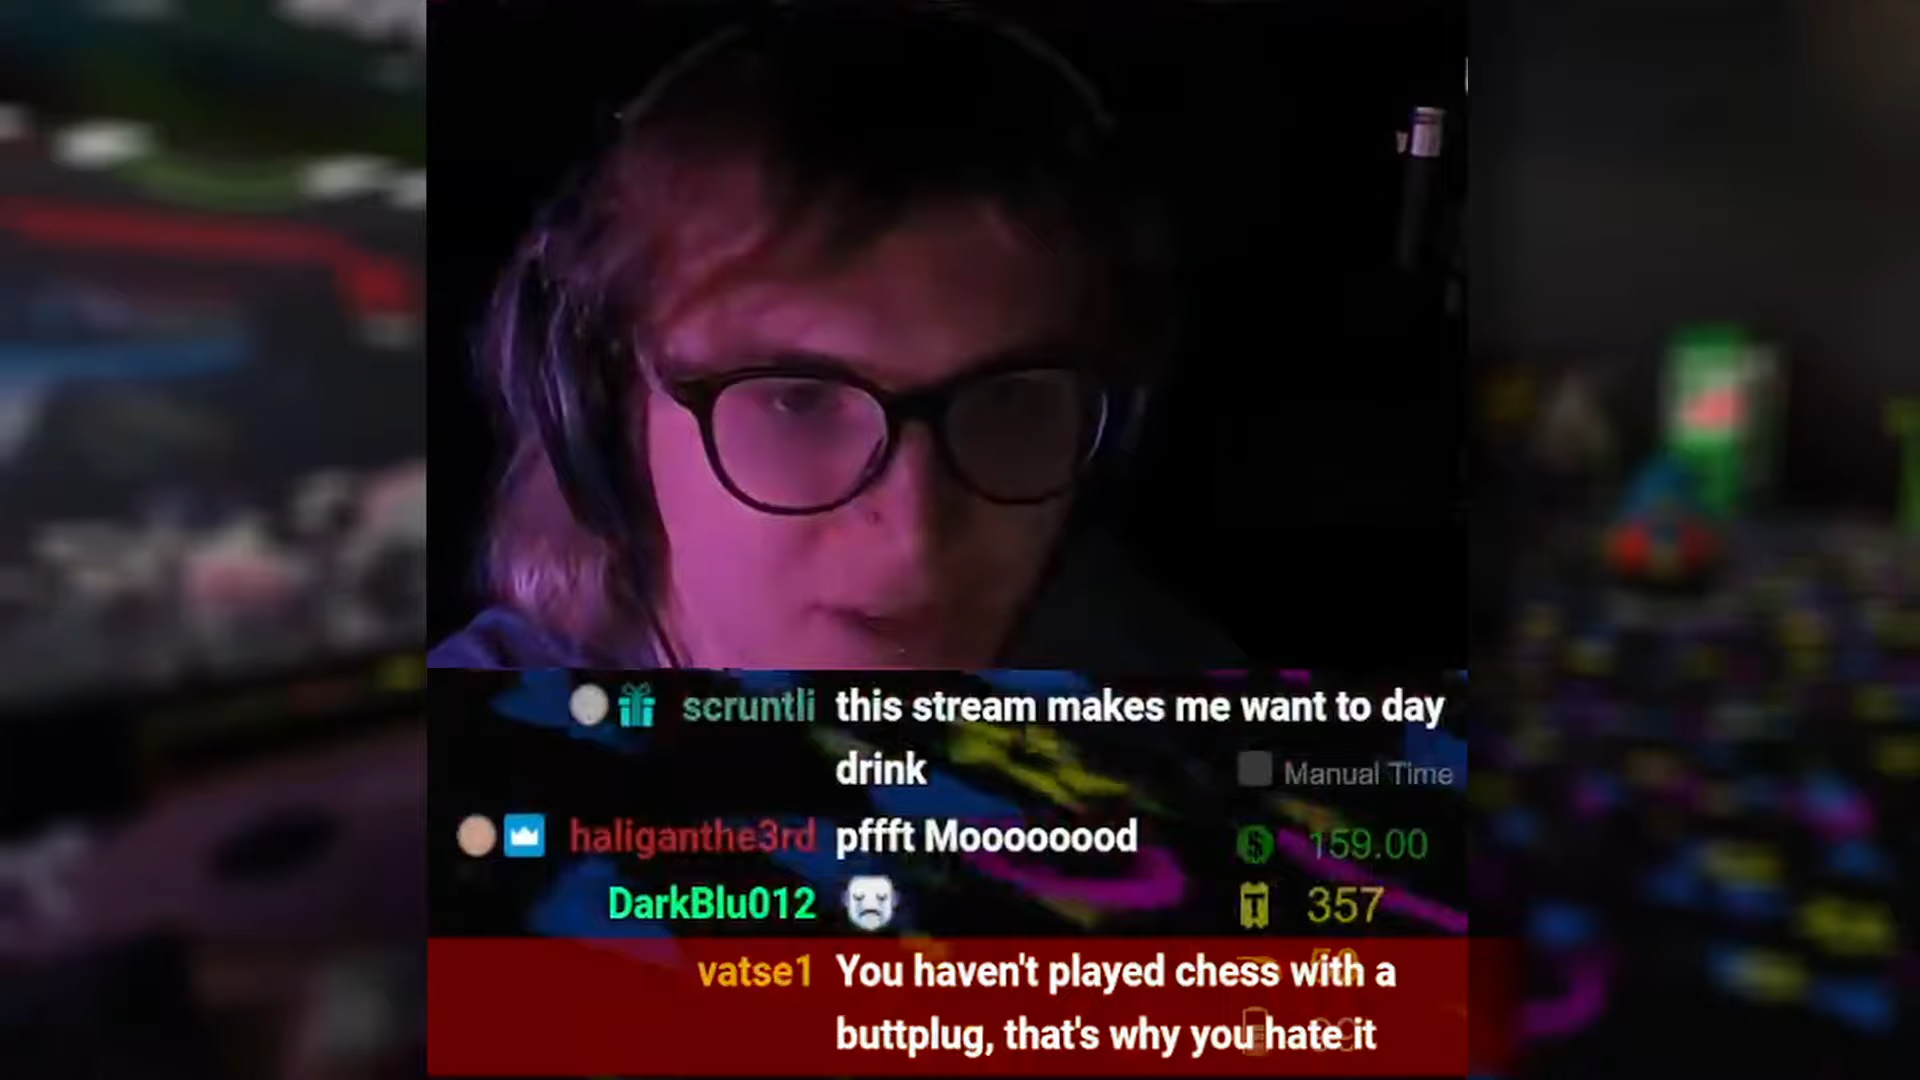 scruntli this stream makes me want to day
drink
Manual Time
haliganthe3rd pffft Moooooood
$ 159.00
DarkBlu012
T 357
vatse1 You haven't played chess with a
buttplug, that's why you hate it